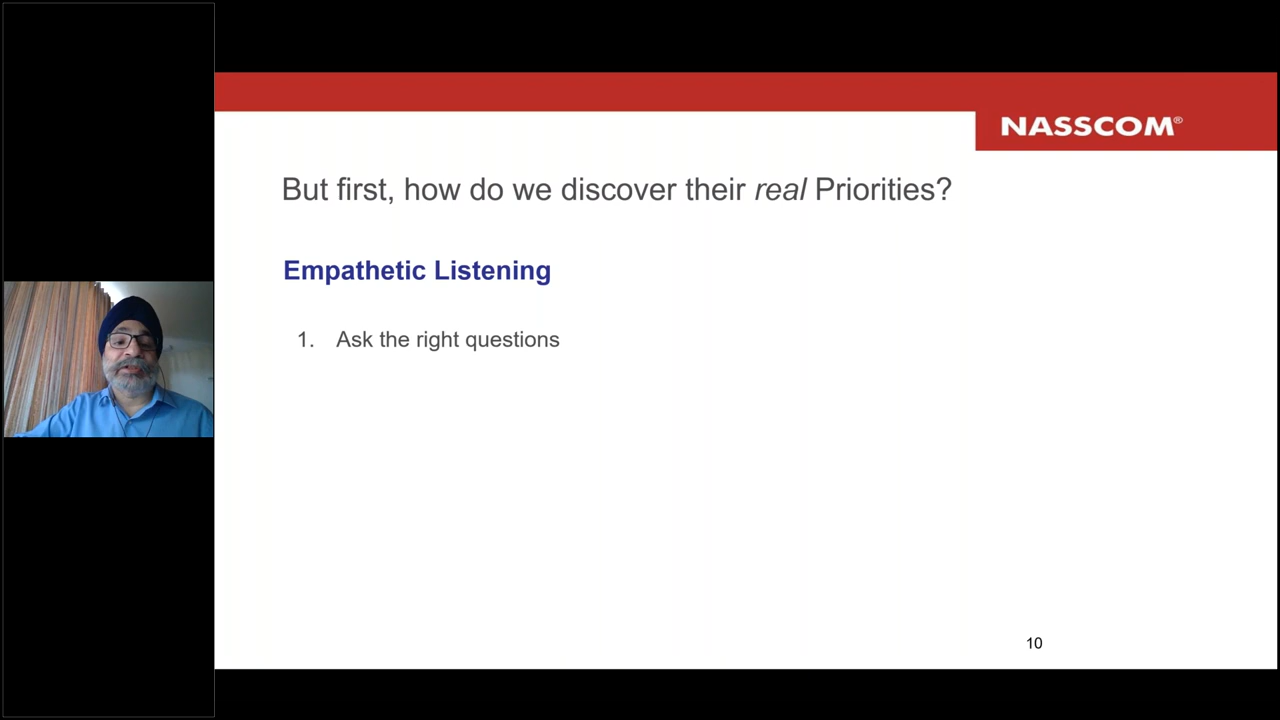 NASSCOM®
But first, how do we discover their real Priorities?
Empathetic Listening
1. Ask the right questions
10